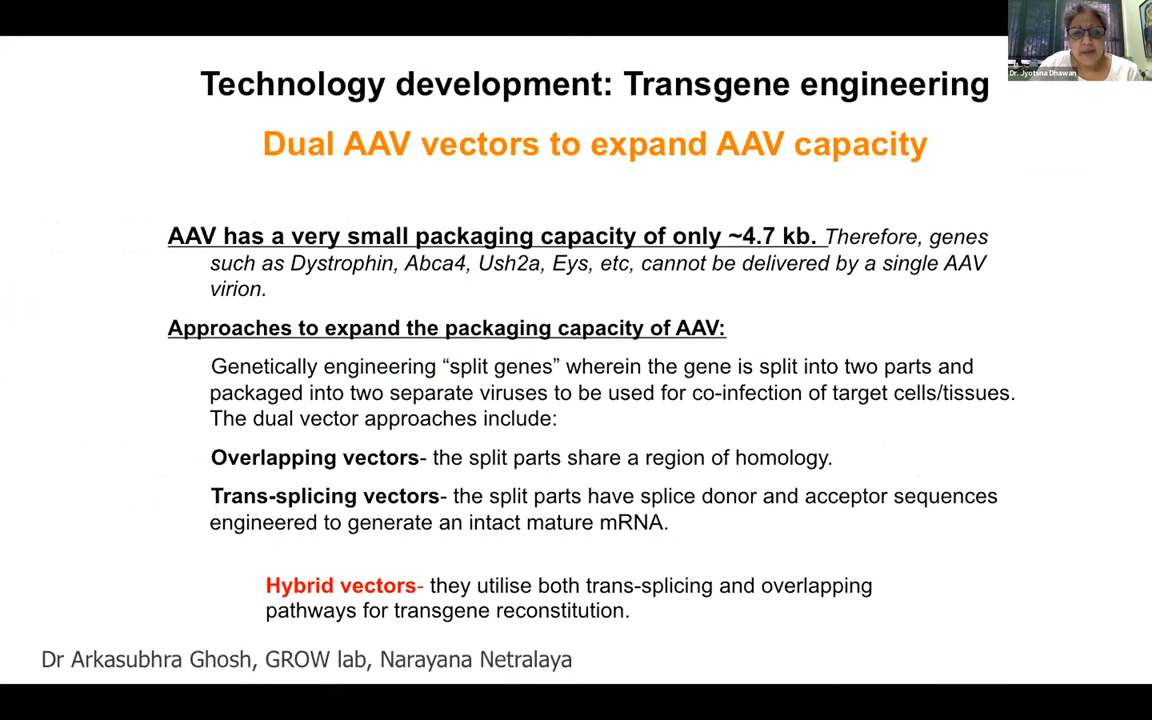 Dr. Jyotsna Dhawan
Technology development: Transgene engineering
Dual AAV vectors to expand AAV capacity
AAV has a very small packaging capacity of only ~4.7 kb. Therefore, genes
such as Dystrophin, Abca4, Ush2a, Eys, etc, cannot be delivered by a single AAV
virion.
Approaches to expand the packaging capacity of AAV:
Genetically engineering “split genes” wherein the gene is split into two parts and
packaged into two separate viruses to be used for co-infection of target cells/tissues.
The dual vector approaches include:
Overlapping vectors- the split parts share a region of homology.
Trans-splicing vectors- the split parts have splice donor and acceptor sequences
engineered to generate an intact mature mRNA.
Hybrid vectors- they utilise both trans-splicing and overlapping
pathways for transgene reconstitution.
Dr Arkasubhra Ghosh, GROW lab, Narayana Netralaya